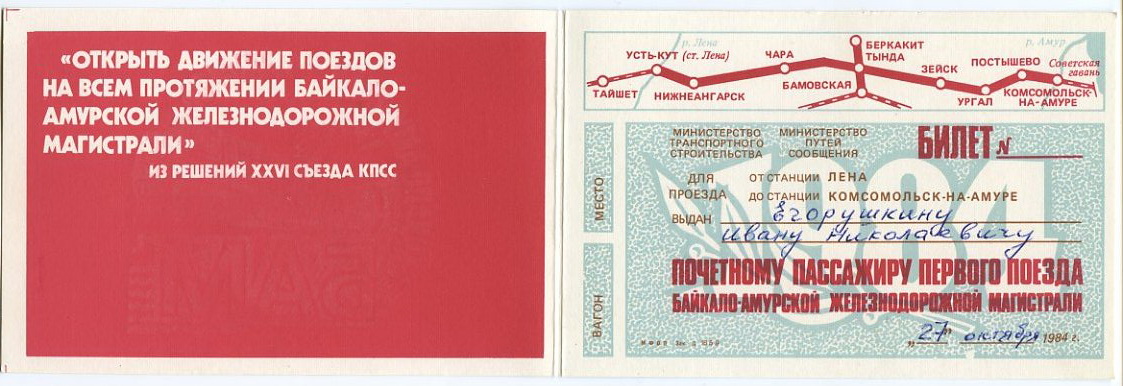 «ОТКРЫТЬ ДВИЖЕНИЕ ПОЕЗДОВ
НА ВСЕМ ПРОТЯЖЕНИИ БАЙКАЛО-
АМУРСКОЙ ЖЕЛЕЗНОДОРОЖНОЙ
МАГИСТРАЛИ»
ИЗ РЕШЕНИЙ XXVI СЪЕЗДА КПСС
р. Лена
р. Амур
УСТЬ-КУТ (ст. Лена)
ЧАРА
БЕРКАКИТ
ТЫНДА
ЗЕЙСК
ПОСТЫШЕВО
Советская
гавань
ТАЙШЕТ
НИЖНЕАНГАРСК
БАМОВСКАЯ
УРГАЛ
КОМСОМОЛЬСК-
НА-АМУРЕ
МЕСТО
ВАГОН
МИНИСТЕРСТВО
ТРАНСПОРТНОГО
СТРОИТЕЛЬСТВА
МИНИСТЕРСТВО
ПУТЕЙ
СООБЩЕНИЯ
БИЛЕТ N
1984
ДЛЯ ПРОЕЗДА
ОТ СТАНЦИИ ЛЕНА
ДО СТАНЦИИ КОМСОМОЛЬСК-НА-АМУРЕ
ВЫДАН Егорушкину
Ивану Николаевичу
ПОЧЕТНОМУ ПАССАЖИРУ ПЕРВОГО ПОЕЗДА
БАЙКАЛО-АМУРСКОЙ ЖЕЛЕЗНОДОРОЖНОЙ МАГИСТРАЛИ
«27» октября 1984 г.